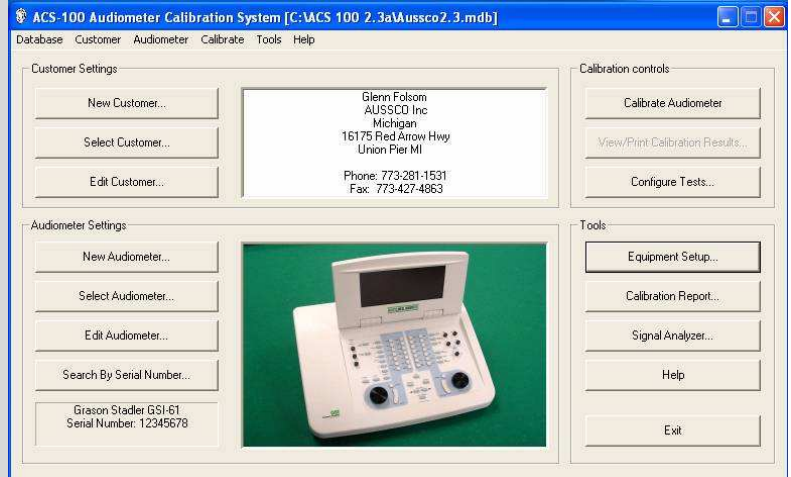 ACS-100 Audiometer Calibration System [C:\ACS 100 2.3a\Aussco2.3.mdb]
Database Customer Audiometer Calibrate Tools Help
Customer Settings
New Customer...
Select Customer...
Edit Customer...
Glenn Folsom
AUSSCO Inc
Michigan
16175 Red Arrow Hwy
Union Pier MI
Phone: 773-281-1531
Fax: 773-427-4863
Calibration controls
Calibrate Audiometer
View/Print Calibration Results...
Configure Tests...
Audiometer Settings
New Audiometer...
Select Audiometer...
Edit Audiometer...
Search By Serial Number...
Grason Stadler GSI-61
Serial Number: 12345678
Tools
Equipment Setup...
Calibration Report...
Signal Analyzer...
Help
Exit